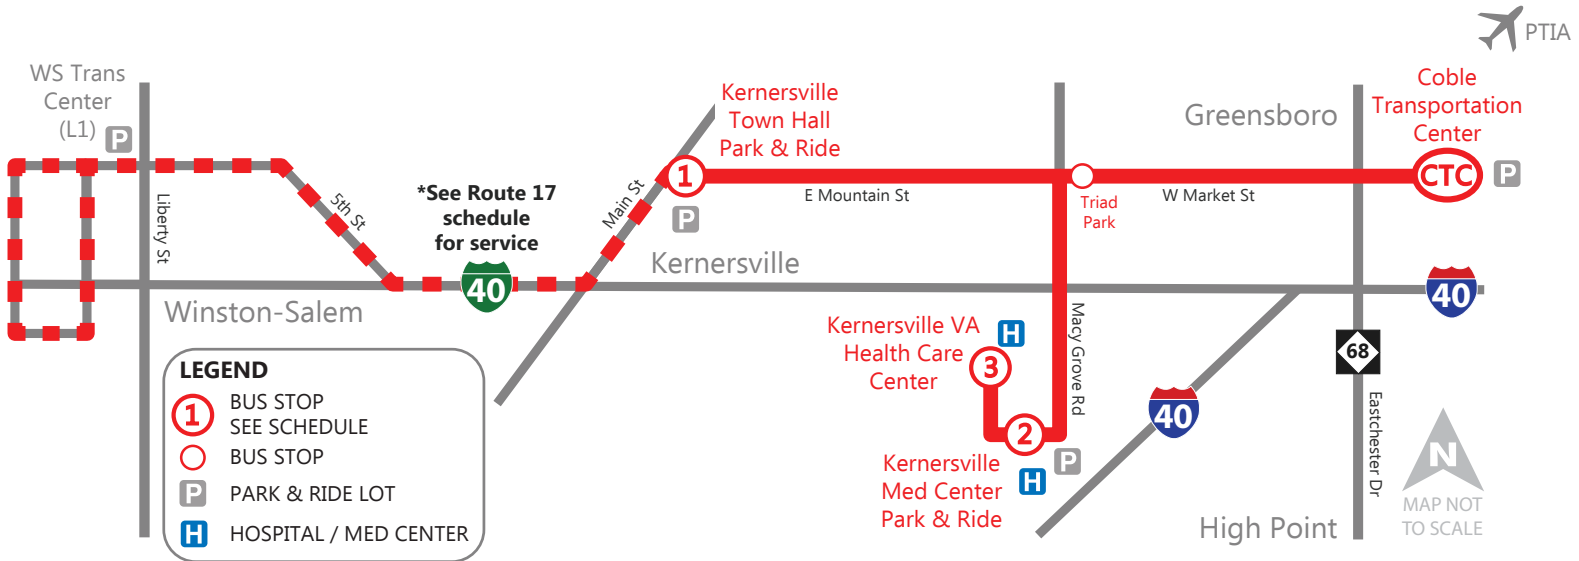 PTIA
WS Trans
Center
(L1)
P
Kernersville
Town Hall
Park & Ride
Greensboro
Coble
Transportation
Center
CTC
P
1
P
E Mountain St
Triad
Park
W Market St
Liberty St
5th St
*See Route 17
schedule
for service
Main St
40
Kernersville
Winston-Salem
40
Macy Grove Rd
Kernersville VA
Health Care
Center
H
3
2
Kernersville
Med Center
Park & Ride
H
P
40
68
Eastchester Dr
High Point
N
MAP NOT
TO SCALE
LEGEND
1
BUS STOP
SEE SCHEDULE
BUS STOP
P PARK & RIDE LOT
H HOSPITAL / MED CENTER